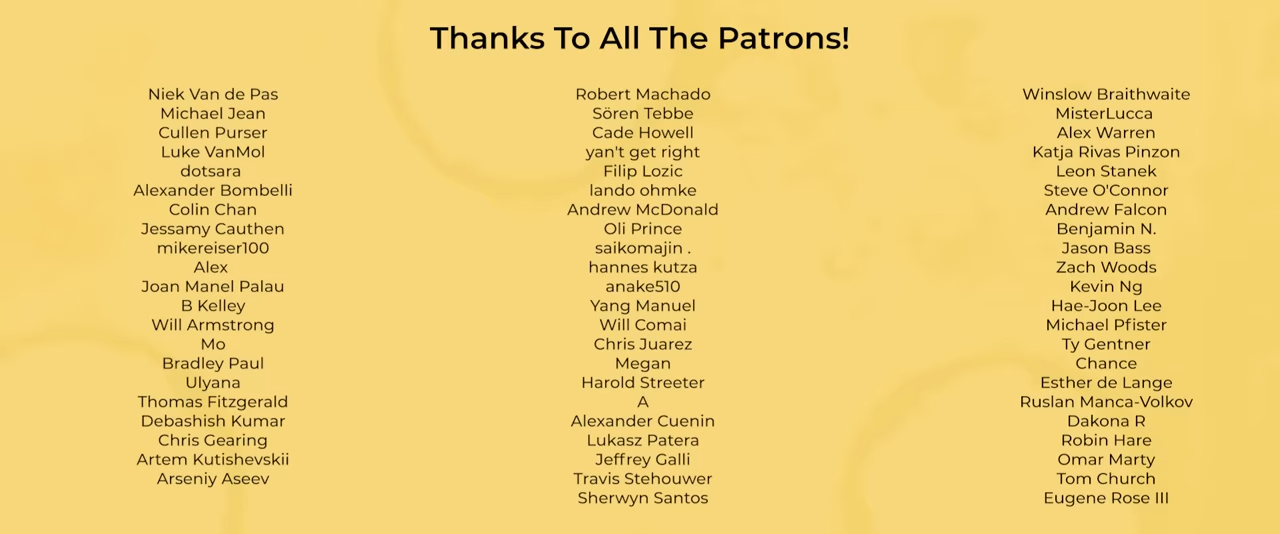 Thanks To All The Patrons!
Niek Van de Pas
Michael Jean
Cullen Purser
Luke VanMol
dotsara
Alexander Bombelli
Colin Chan
Jessamy Cauthen
mikereiser100
Alex
Joan Manel Palau
B Kelley
Will Armstrong
Mo
Bradley Paul
Ulyana
Thomas Fitzgerald
Debashish Kumar
Chris Gearing
Artem Kutishevskii
Arseniy Aseev
Robert Machado
Sören Tebbe
Cade Howell
yan't get right
Filip Lozic
lando ohmke
Andrew McDonald
Oli Prince
saikomajin .
hannes kutza
anake510
Yang Manuel
Will Comai
Chris Juarez
Megan
Harold Streeter
A
Alexander Cuenin
Lukasz Patera
Jeffrey Galli
Travis Stehouwer
Sherwyn Santos
Winslow Braithwaite
MisterLucca
Alex Warren
Katja Rivas Pinzon
Leon Stanek
Steve O'Connor
Andrew Falcon
Benjamin N.
Jason Bass
Zach Woods
Kevin Ng
Hae-Joon Lee
Michael Pfister
Ty Gentner
Chance
Esther de Lange
Ruslan Manca-Volkov
Dakona R
Robin Hare
Omar Marty
Tom Church
Eugene Rose III